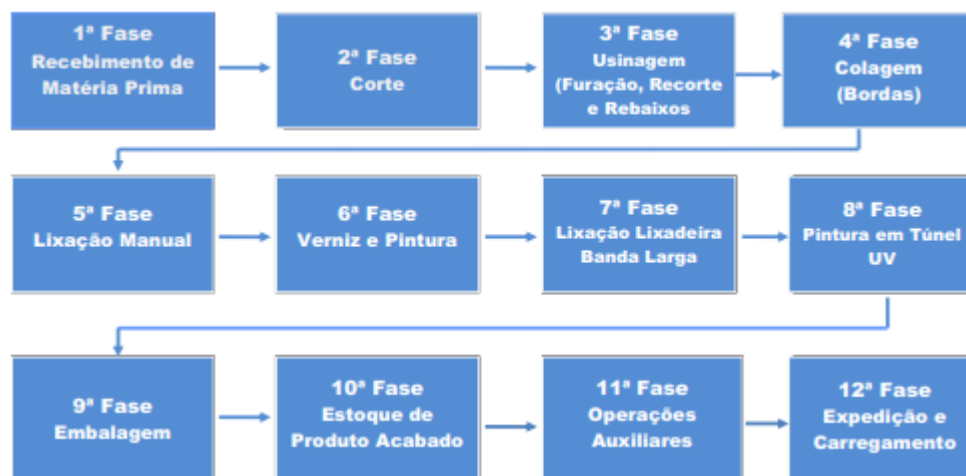 1ª Fase
Recebimento de
Matéria Prima
2ª Fase
Corte
3ª Fase
Usinagem
(Furação, Recorte
e Rebaixos
4ª Fase
Colagem
(Bordas)
5ª Fase
Lixação Manual
6ª Fase
Verniz e Pintura
7ª Fase
Lixação Lixadeira
Banda Larga
8ª Fase
Pintura em Túnel
UV
9ª Fase
Embalagem
10ª Fase
Estoque de
Produto Acabado
11ª Fase
Operações
Auxiliares
12ª Fase
Expedição e
Carregamento